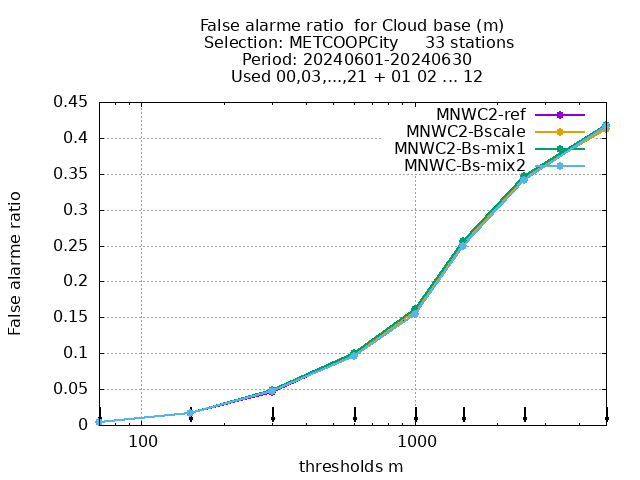 False alarme ratio  for Cloud base (m)
Selection: METCOOPCity     33 stations
Period: 20240601-20240630
Used 00,03,...,21 + 01 02 ... 12
0.45
0.4
0.35
0.3
0.25
0.2
0.15
0.1
0.05
0
False alarme ratio
MNWC2-ref
MNWC2-Bscale
MNWC2-Bs-mix1
MNWC-Bs-mix2
100
1000
thresholds m